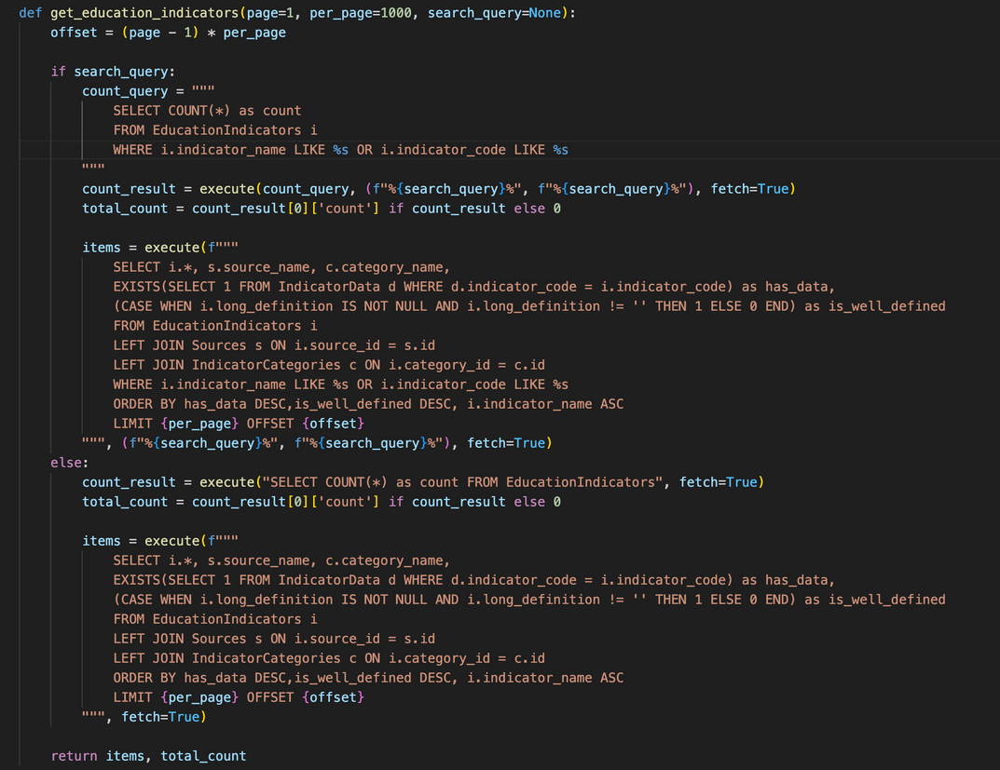 def get_education_indicators(page=1, per_page=1000, search_query=None):
    offset = (page - 1) * per_page

    if search_query:
        count_query = """
            SELECT COUNT(*) as count
            FROM EducationIndicators i
            WHERE i.indicator_name LIKE %s OR i.indicator_code LIKE %s
        """
        count_result = execute(count_query, (f"%{search_query}%", f"%{search_query}%"), fetch=True)
        total_count = count_result[0]['count'] if count_result else 0

        items = execute(f"""
            SELECT i.*, s.source_name, c.category_name,
            EXISTS(SELECT 1 FROM IndicatorData d WHERE d.indicator_code = i.indicator_code) as has_data,
            (CASE WHEN i.long_definition IS NOT NULL AND i.long_definition != '' THEN 1 ELSE 0 END) as is_well_defined
            FROM EducationIndicators i
            LEFT JOIN Sources s ON i.source_id = s.id
            LEFT JOIN IndicatorCategories c ON i.category_id = c.id
            WHERE i.indicator_name LIKE %s OR i.indicator_code LIKE %s
            ORDER BY has_data DESC,is_well_defined DESC, i.indicator_name ASC
            LIMIT {per_page} OFFSET {offset}
        """, (f"%{search_query}%", f"%{search_query}%"), fetch=True)
    else:
        count_result = execute("SELECT COUNT(*) as count FROM EducationIndicators", fetch=True)
        total_count = count_result[0]['count'] if count_result else 0

        items = execute(f"""
            SELECT i.*, s.source_name, c.category_name,
            EXISTS(SELECT 1 FROM IndicatorData d WHERE d.indicator_code = i.indicator_code) as has_data,
            (CASE WHEN i.long_definition IS NOT NULL AND i.long_definition != '' THEN 1 ELSE 0 END) as is_well_defined
            FROM EducationIndicators i
            LEFT JOIN Sources s ON i.source_id = s.id
            LEFT JOIN IndicatorCategories c ON i.category_id = c.id
            ORDER BY has_data DESC,is_well_defined DESC, i.indicator_name ASC
            LIMIT {per_page} OFFSET {offset}
        """, fetch=True)

    return items, total_count